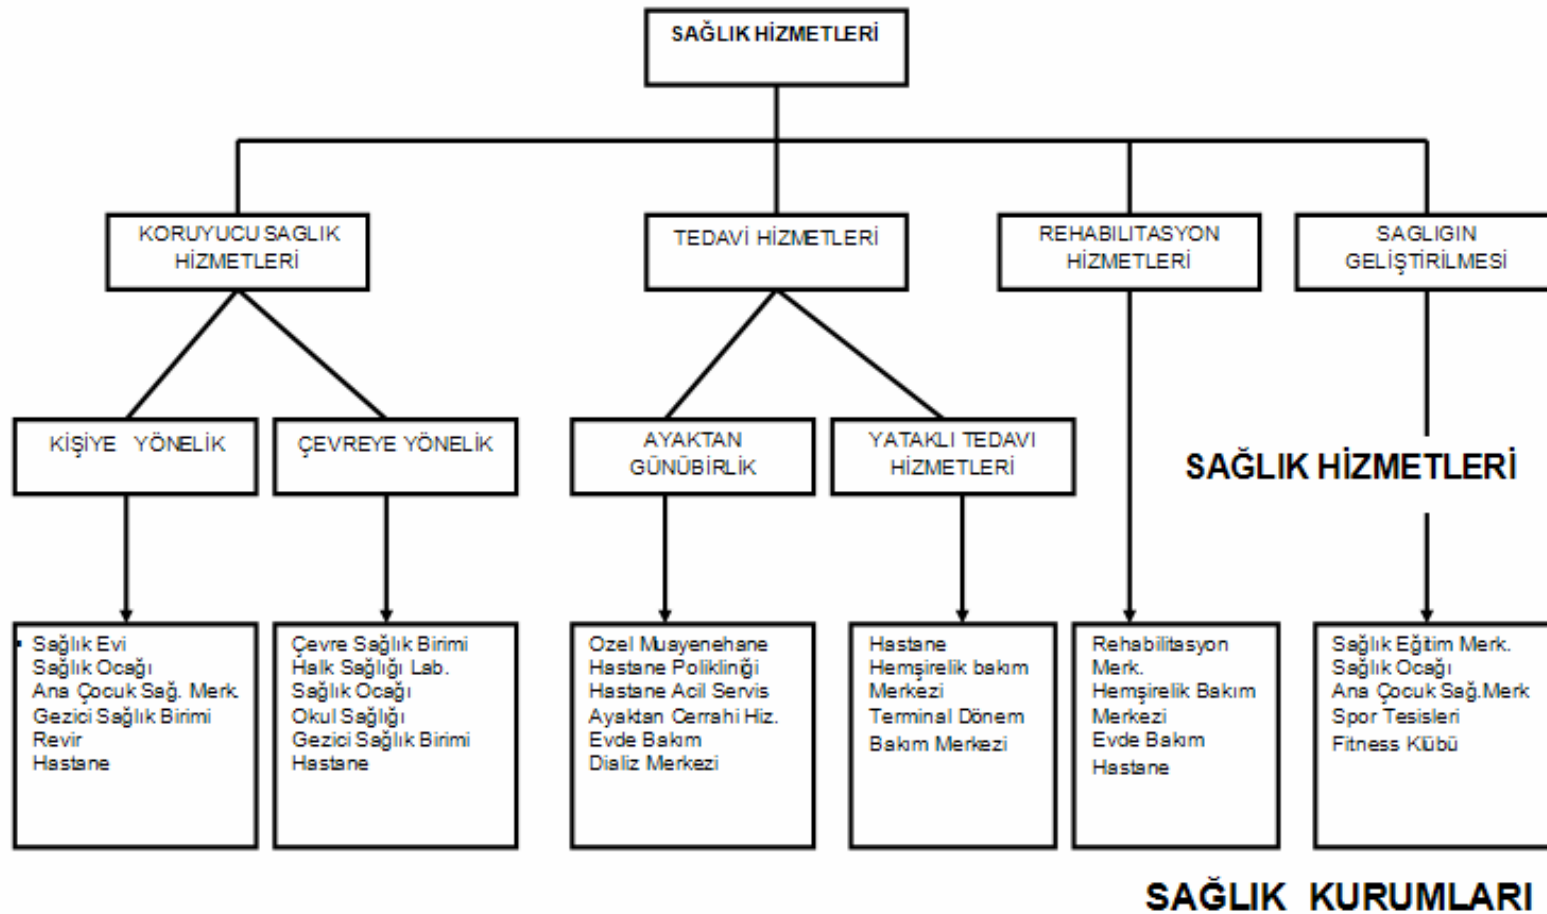 SAĞLIK HİZMETLERİ
KORUYUCU SAGLIK
HİZMETLERİ
TEDAVİ HİZMETLERİ
REHABILITASYON
HİZMETLERİ
SAGLIGIN
GELİŞTİRİLMESİ
KİŞİYE YÖNELİK
ÇEVREYE YÖNELİK
AYAKTAN
GÜNÜBİRLİK
YATAKLI TEDAVI
HİZMETLERİ
SAĞLIK HİZMETLERİ
Sağlık Evi
Sağlık Ocağı
Ana Çocuk Sağ. Merk.
Gezici Sağlık Birimi
Revir
Hastane
Çevre Sağlık Birimi
Halk Sağlığı Lab.
Sağlık Ocağı
Okul Sağlığı
Gezici Sağlık Birimi
Hastane
Ozel Muayenehane
Hastane Polikliniği
Hastane Acil Servis
Ayaktan Cerrahi Hiz.
Evde Bakım
Dializ Merkezi
Hastane
Hemşirelik bakım
Merkezi
Terminal Dönem
Bakım Merkezi
Rehabilitasyon
Merk.
Hemşirelik Bakım
Merkezi
Evde Bakım
Hastane
Sağlık Eğitim Merk.
Sağlık Ocağı
Ana Çocuk Sağ.Merk
Spor Tesisleri
Fitness Klübü
SAĞLIK KURUMLARI